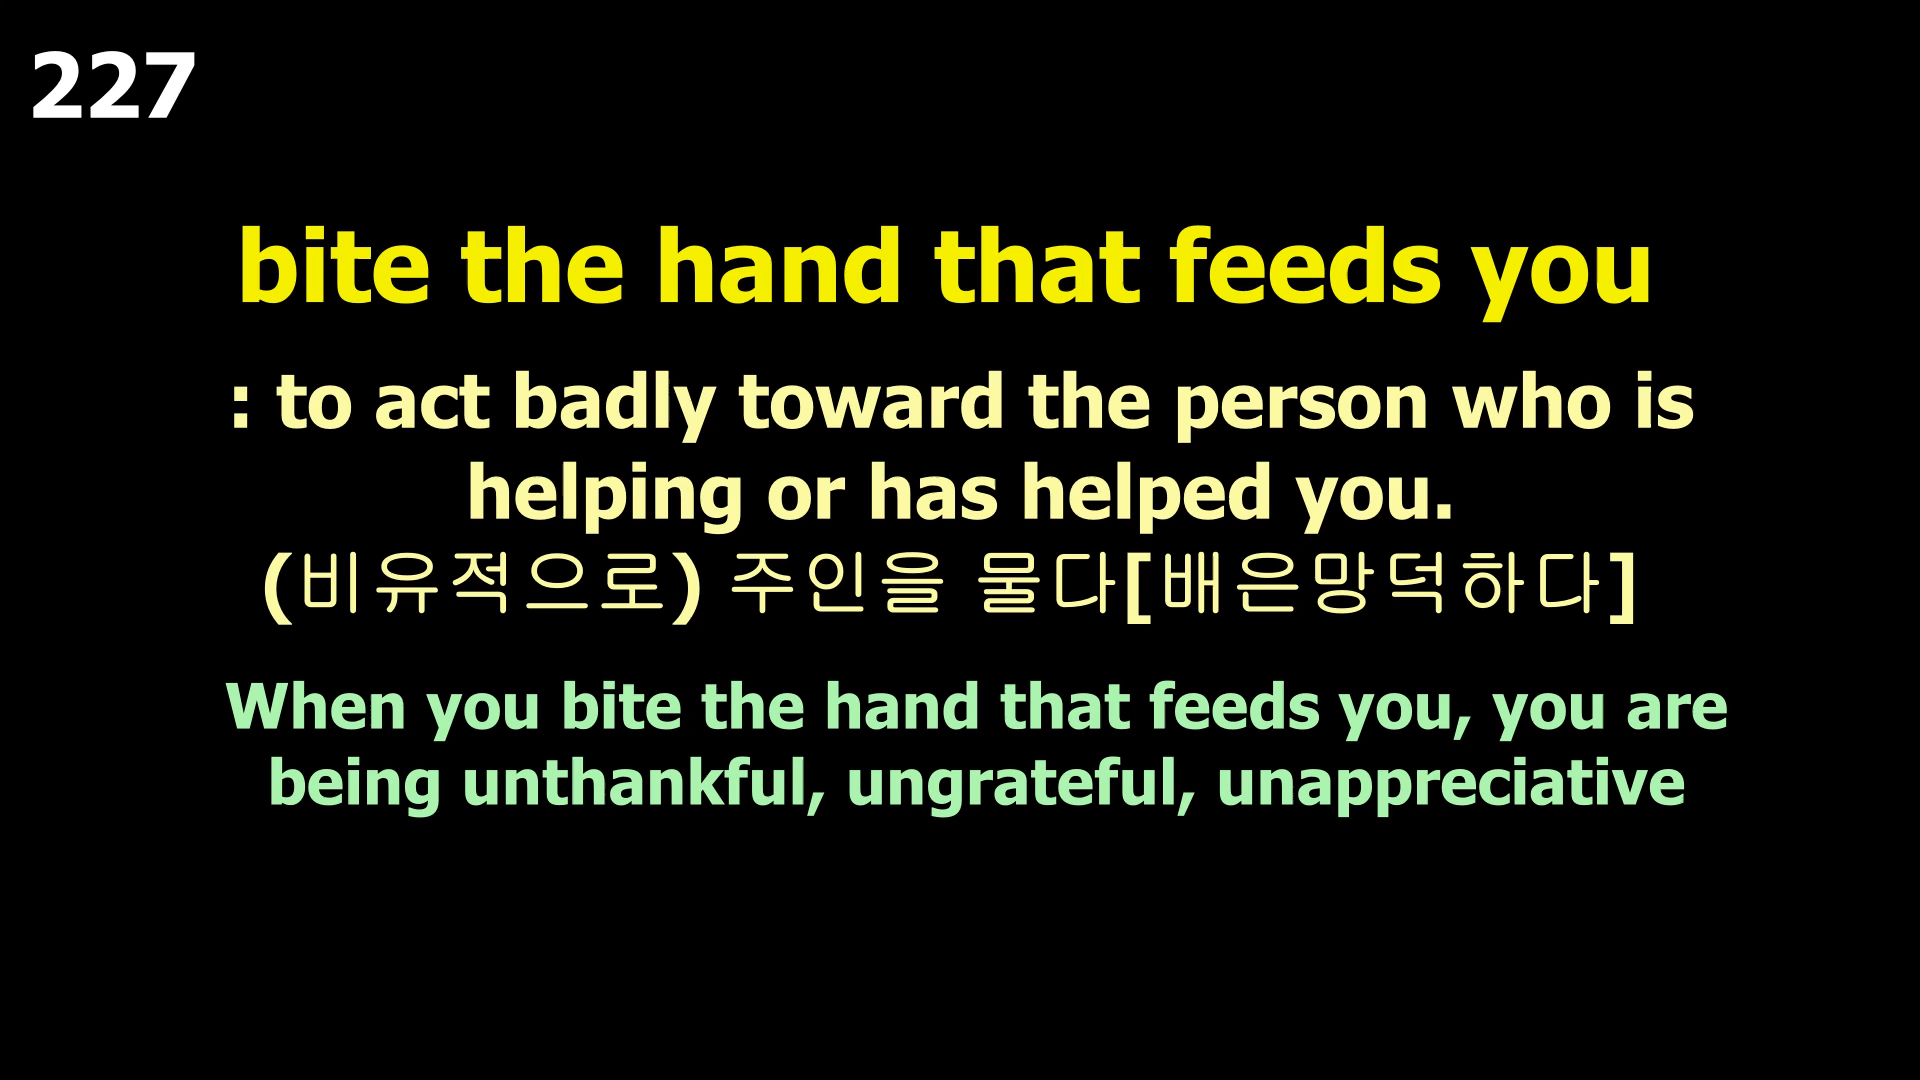 227
bite the hand that feeds you
: to act badly toward the person who is
helping or has helped you.
(비유적으로) 주인을 물다[배은망덕하다]
When you bite the hand that feeds you, you are
being unthankful, ungrateful, unappreciative